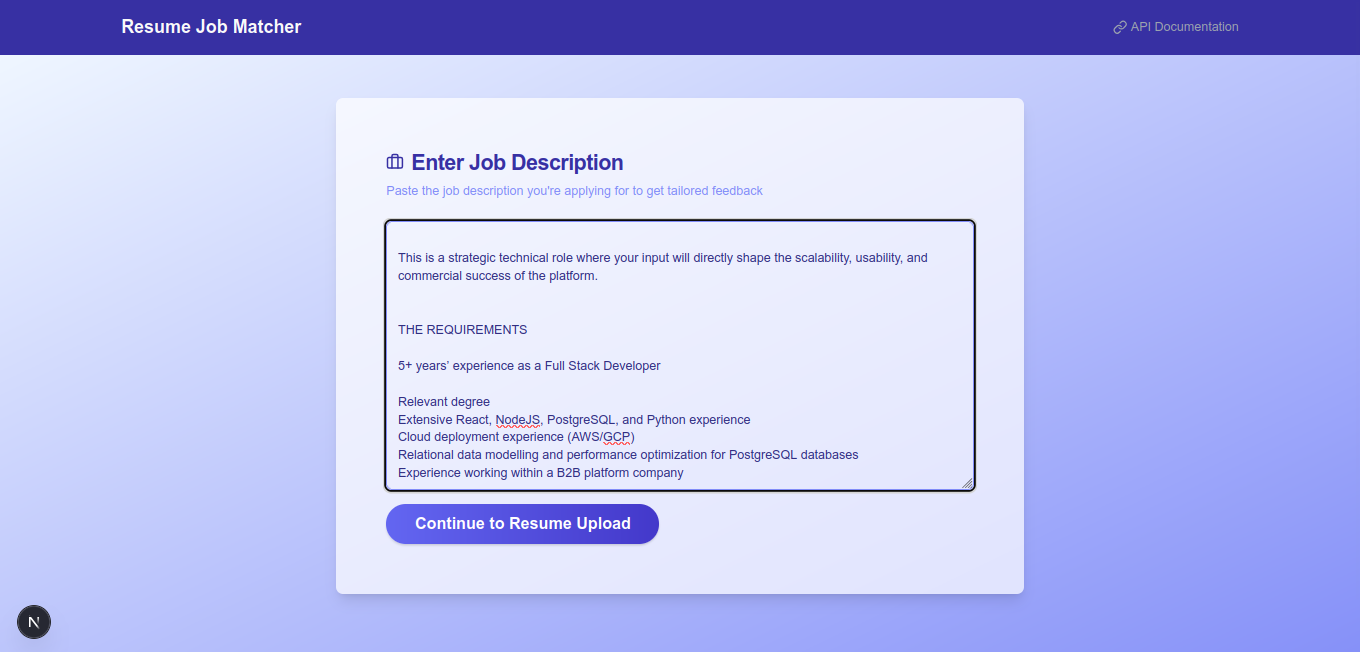 Resume Job Matcher
API Documentation
Enter Job Description
Paste the job description you're applying for to get tailored feedback
This is a strategic technical role where your input will directly shape the scalability, usability, and
commercial success of the platform.
THE REQUIREMENTS
5+ years' experience as a Full Stack Developer
Relevant degree
Extensive React, NodeJS, PostgreSQL, and Python experience
Cloud deployment experience (AWS/GCP)
Relational data modelling and performance optimization for PostgreSQL databases
Experience working within a B2B platform company
Continue to Resume Upload
N